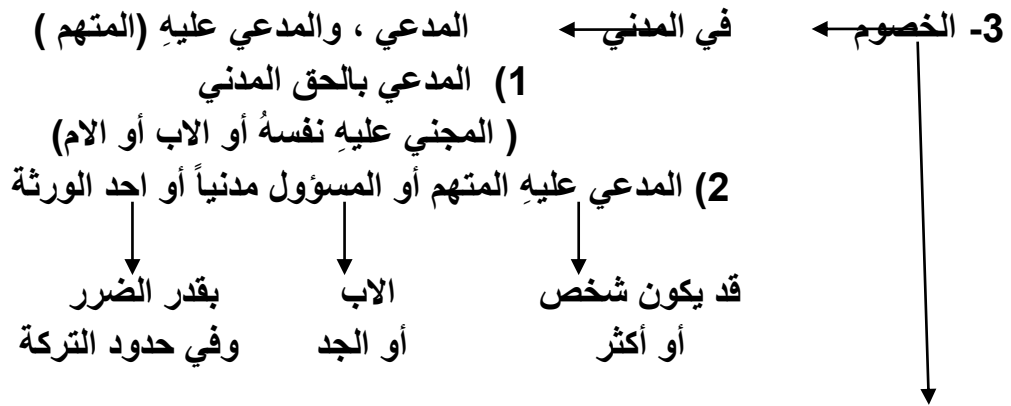 3- الخصوم في المدني المدعي ، والمدعي عليهِ (المتهم )
1) المدعي بالحق المدني
( المجني عليهِ نفسهُ أو الاب أو الام)
2) المدعي عليهِ المتهم أو المسؤول مدنياً أو احد الورثة
قد يكون شخص الاب بقدر الضرر
أو أكثر أو الجد وفي حدود التركة